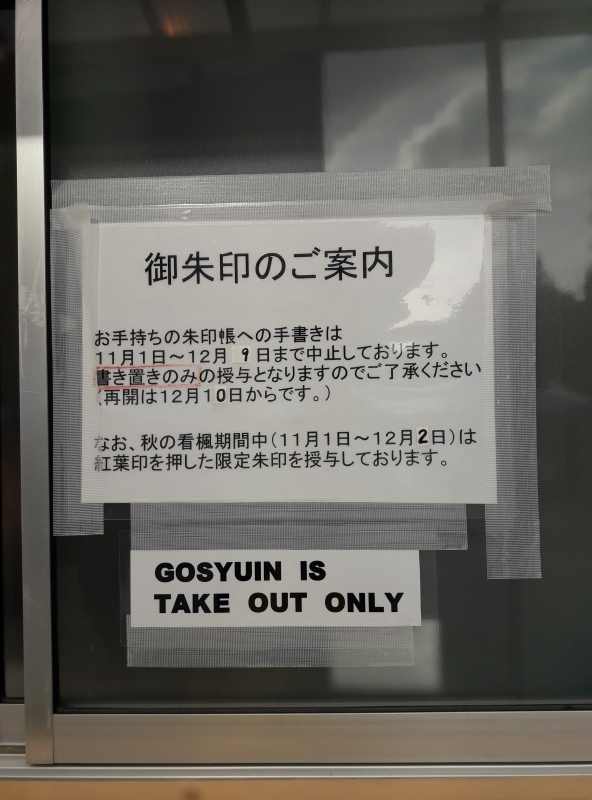 御朱印のご案内
お手持ちの朱印帳への手書きは
11月1日～12月 9日まで中止しております。
書き置きのみの授与となりますのでご了承ください
（再開は12月10日からです。）
なお、秋の看楓期間中（11月1日～12月2日）は
紅葉印を押した限定朱印を授与しております。
GOSYUIN IS
TAKE OUT ONLY